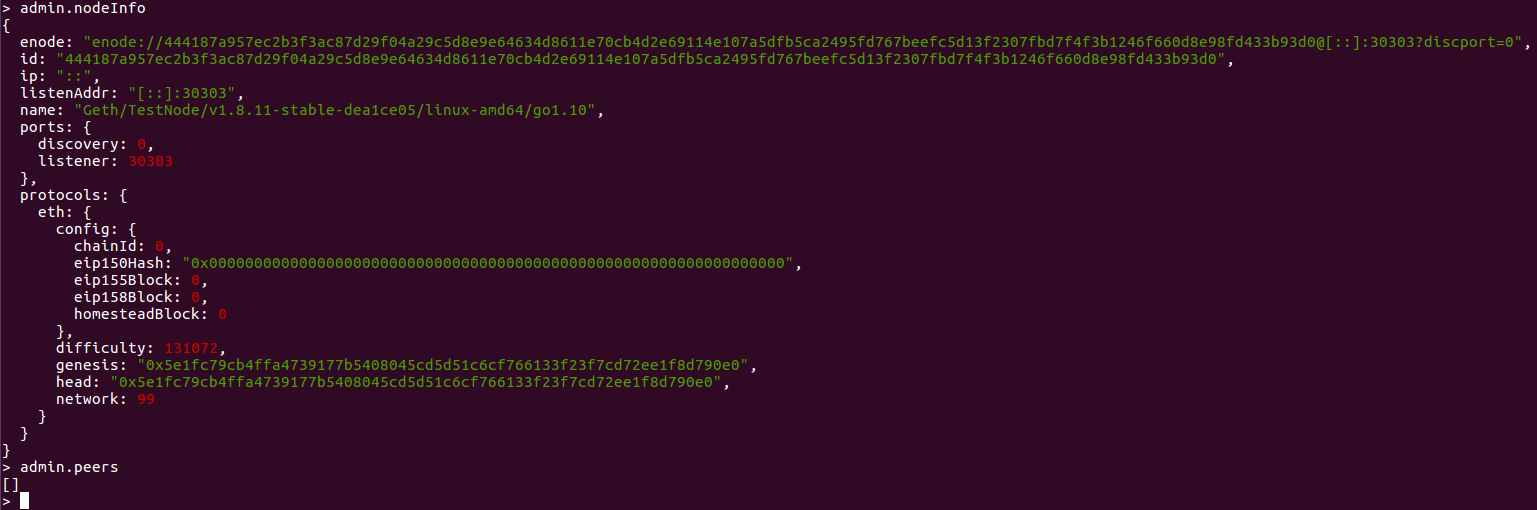 > admin.nodeInfo
{
  enode: "enode://444187a957ec2b3f3ac87d29f04a29c5d8e9e64634d8611e70cb4d2e69114e107a5dfb5ca2495fd767beefc5d13f2307fbd7f4f3b1246f660d8e98fd433b93d0@[::]:30303?discport=0",
  id: "444187a957ec2b3f3ac87d29f04a29c5d8e9e64634d8611e70cb4d2e69114e107a5dfb5ca2495fd767beefc5d13f2307fbd7f4f3b1246f660d8e98fd433b93d0",
  ip: "::",
  listenAddr: "[::]:30303",
  name: "Geth/TestNode/v1.8.11-stable-dea1ce05/linux-amd64/go1.10",
  ports: {
    discovery: 0,
    listener: 30303
  },
  protocols: {
    eth: {
      config: {
        chainId: 0,
        eip150Hash: "0x0000000000000000000000000000000000000000000000000000000000000000",
        eip155Block: 0,
        eip158Block: 0,
        homesteadBlock: 0
      },
      difficulty: 131072,
      genesis: "0x5e1fc79cb4ffa4739177b5408045cd5d51c6cf766133f23f7cd72ee1f8d790e0",
      head: "0x5e1fc79cb4ffa4739177b5408045cd5d51c6cf766133f23f7cd72ee1f8d790e0",
      network: 99
    }
  }
}
> admin.peers
[]
>